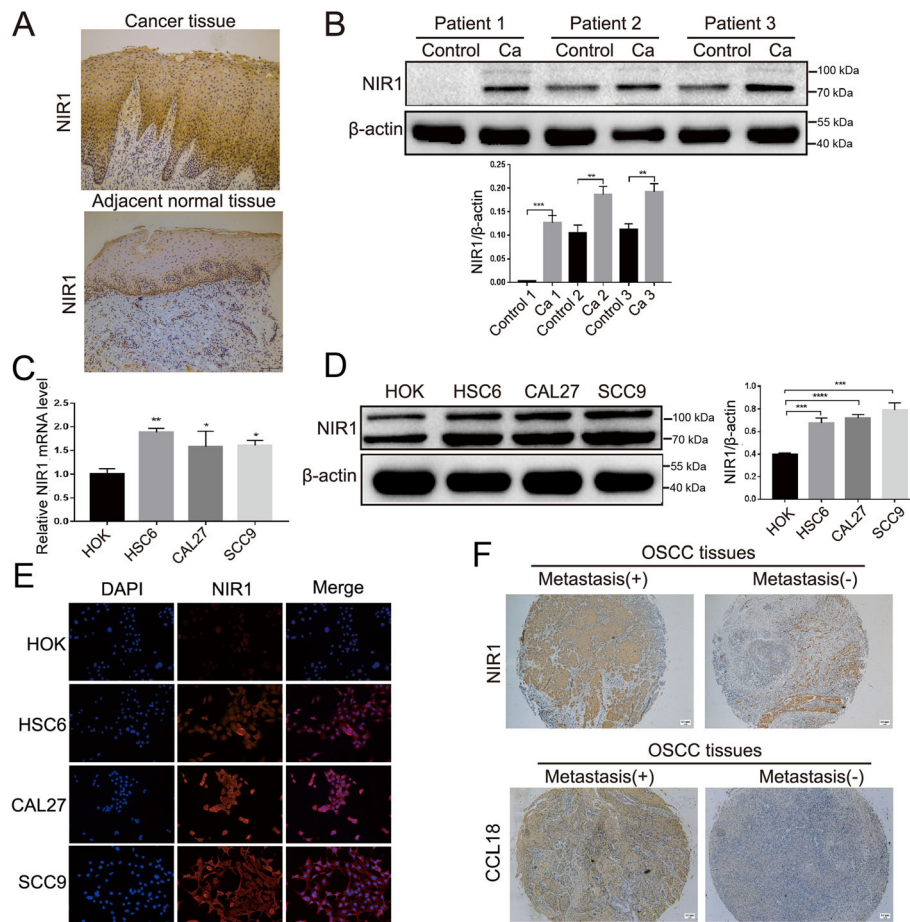 A
Cancer tissue
NIR1
Adjacent normal tissue
NIR1
B
Patient 1 Patient 2 Patient 3
Control Ca Control Ca Control Ca
NIR1
100 kDa
70 kDa
β-actin
55 kDa
40 kDa
NIR1/β-actin
0.20
0.15
0.10
0.05
0.00
*** ** **
Control 1 Ca 1 Control 2 Ca 2 Control 3 Ca 3
C
Relative NIR1 mRNA level
2.5
2.0
1.5
1.0
0.5
0.0
** * *
HOK HSC6 CAL27 SCC9
D
HOK HSC6 CAL27 SCC9
NIR1
100 kDa
70 kDa
β-actin
55 kDa
40 kDa
NIR1/β-actin
1.0
0.8
0.6
0.4
0.2
0.0
***
****
***
HOK HSC6 CAL27 SCC9
E
DAPI NIR1 Merge
HOK
HSC6
CAL27
SCC9
F
OSCC tissues
Metastasis(+) Metastasis(-)
NIR1
OSCC tissues
Metastasis(+) Metastasis(-)
CCL18